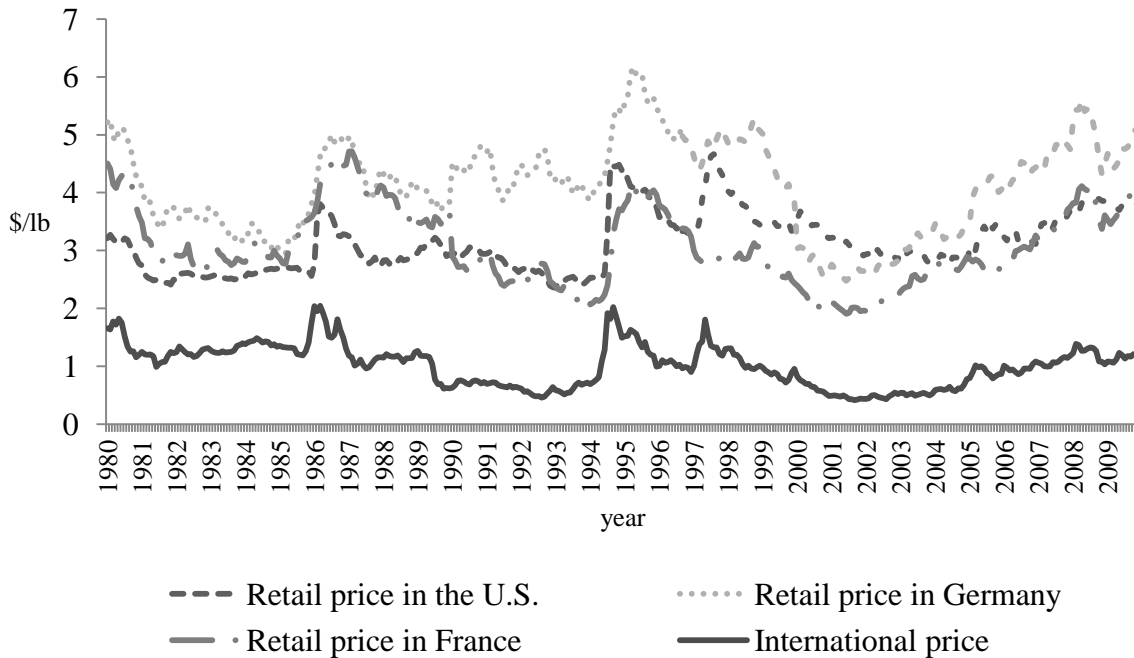 7
6
5
4
$/lb
3
2
1
0
1980 1981 1982 1983 1984 1985 1986 1987 1988 1989 1990 1991 1992 1993 1994 1995 1996 1997 1998 1999 2000 2001 2002 2003 2004 2005 2006 2007 2008 2009
year
Retail price in the U.S. Retail price in Germany
Retail price in France International price